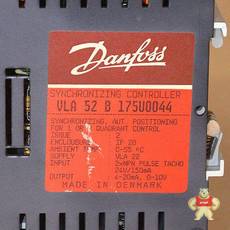 Danfoss
SYNCHRONIZING CONTROLLER
VLA 52 B 175U0044
SYNCHRONIZING, AUT. POSITIONING
FOR 1 OR 4 QUADRANT CONTROL
ISSUE 2
ENCLOSURE IP 20
AMBIENT TEMP. 0-55 °C
SUPPLY VLA 22
INPUT 2xNPN PULSE TACHO
24V/150mA
OUTPUT 4-20mA, 0-10V
MADE IN DENMARK